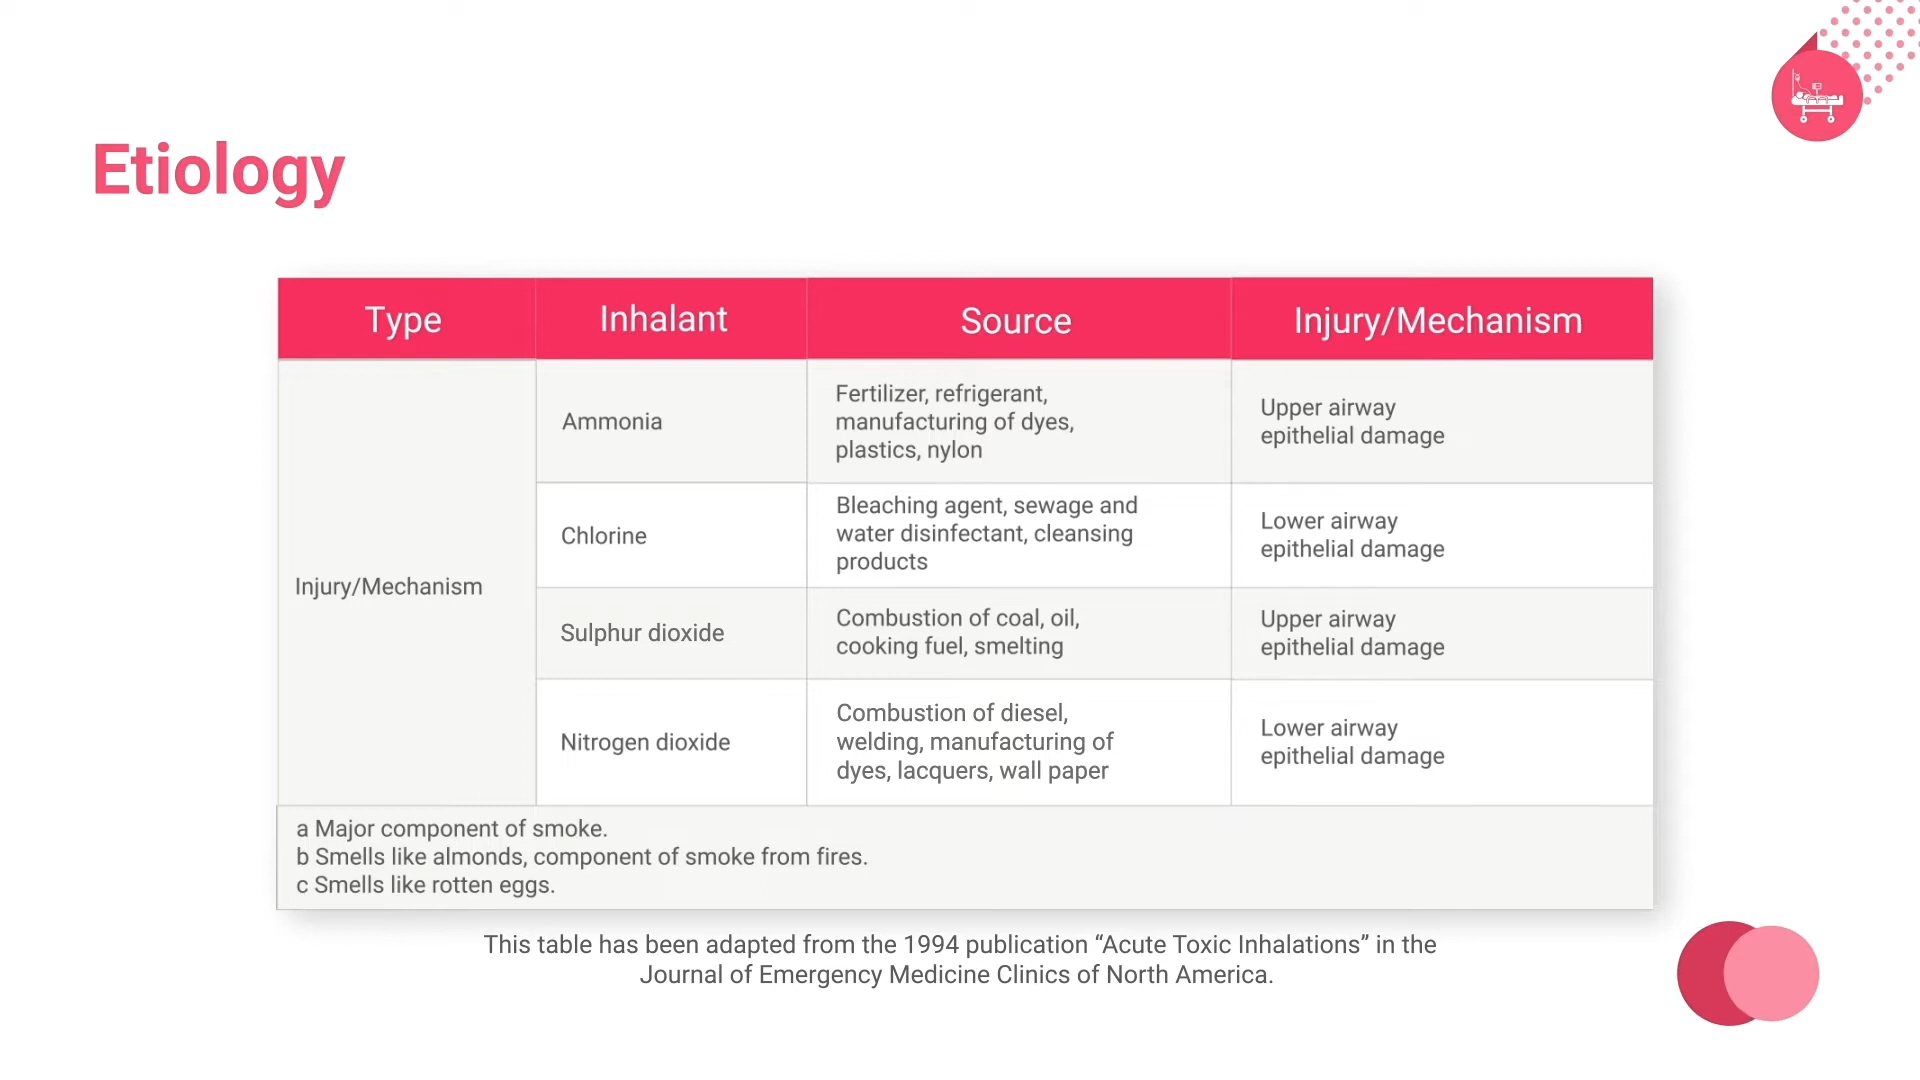 Etiology
Type
Inhalant
Source
Injury/Mechanism
Injury/Mechanism
Ammonia
Fertilizer, refrigerant,
manufacturing of dyes,
plastics, nylon
Upper airway
epithelial damage
Chlorine
Bleaching agent, sewage and
water disinfectant, cleansing
products
Lower airway
epithelial damage
Sulphur dioxide
Combustion of coal, oil,
cooking fuel, smelting
Upper airway
epithelial damage
Nitrogen dioxide
Combustion of diesel,
welding, manufacturing of
dyes, lacquers, wall paper
Lower airway
epithelial damage
a Major component of smoke.
b Smells like almonds, component of smoke from fires.
c Smells like rotten eggs.
This table has been adapted from the 1994 publication “Acute Toxic Inhalations” in the
Journal of Emergency Medicine Clinics of North America.